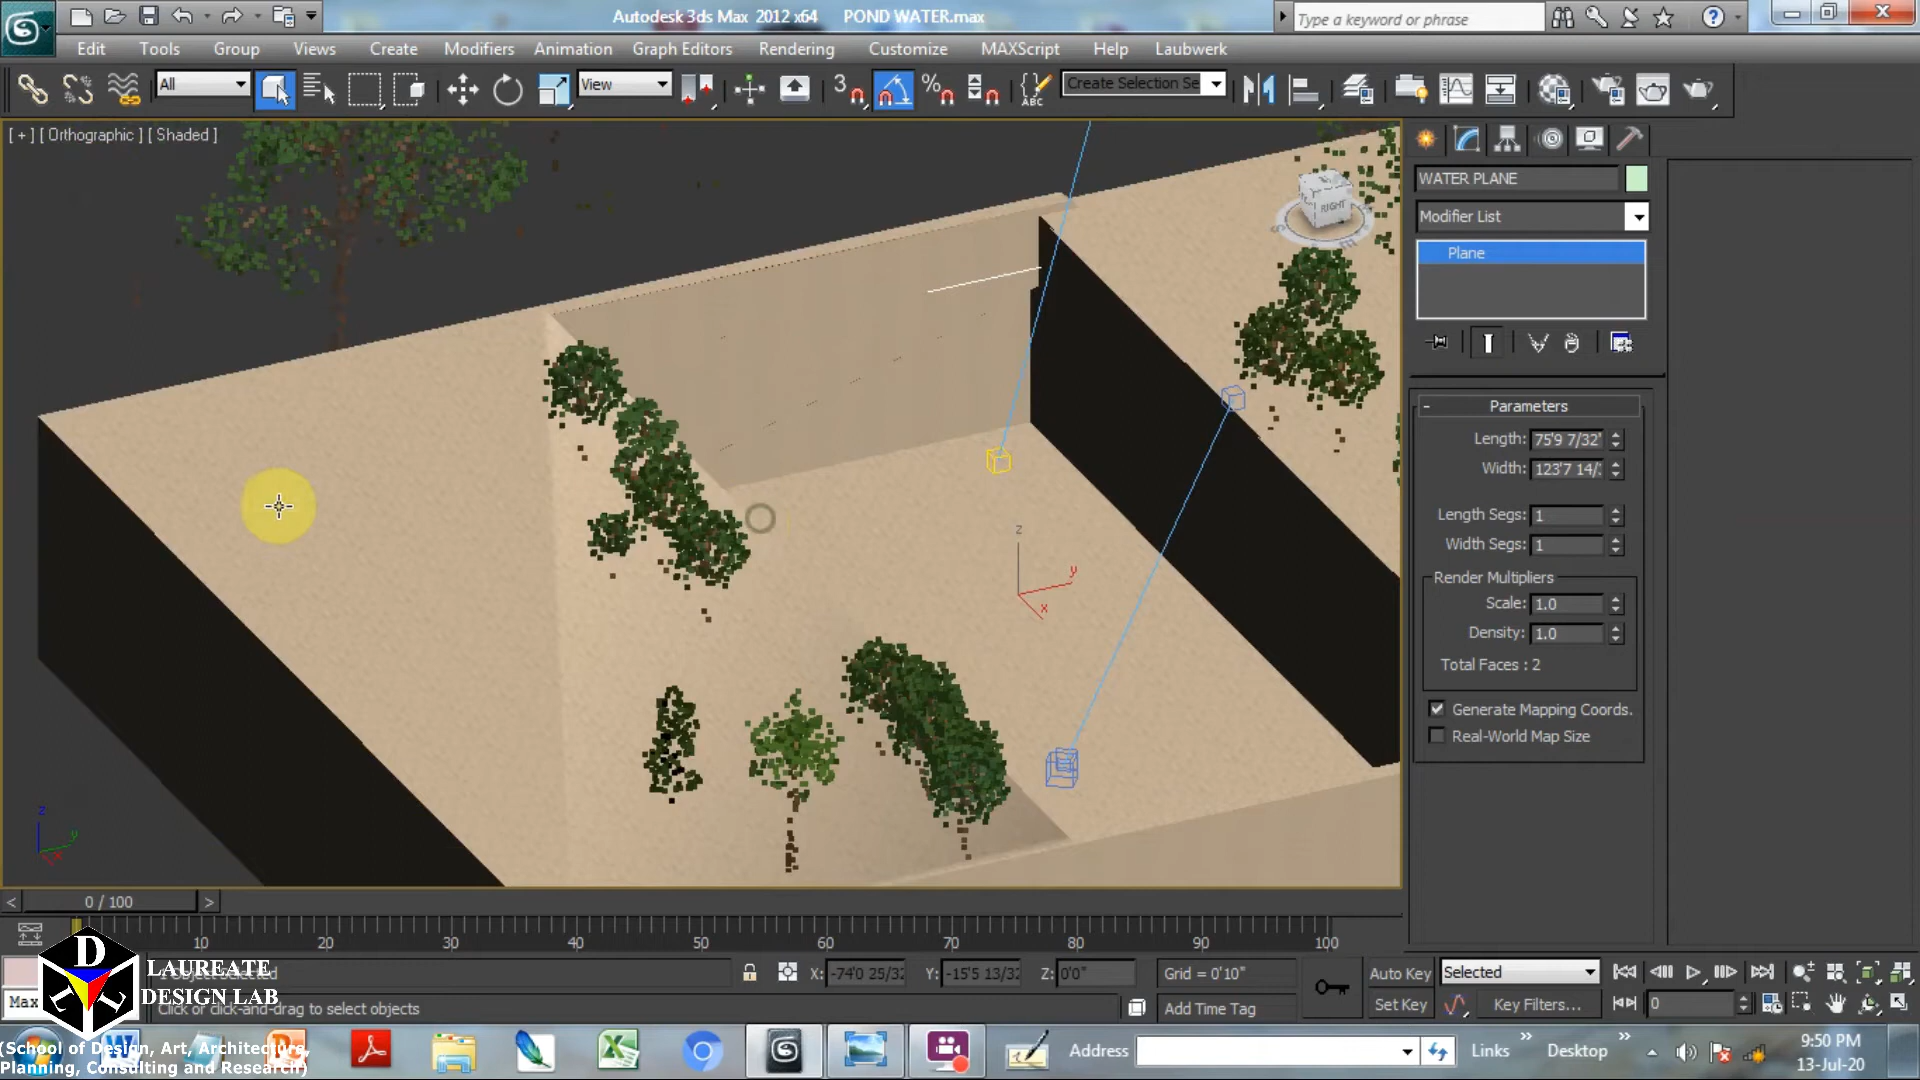 Autodesk 3ds Max 2012 x64 POND WATER.max
Type a keyword or phrase
Edit Tools Group Views Create Modifiers Animation Graph Editors Rendering Customize MAXScript Help Laubwerk
All
View
3
ABC
Create Selection Se
[ + ] [ Orthographic ] [ Shaded ]
RIGHT
WATER PLANE
Modifier List
Plane
- Parameters
Length: 75'9 7/32"
Width: 123'7 14/
Length Segs: 1
Width Segs: 1
Render Multipliers
Scale: 1.0
Density: 1.0
Total Faces : 2
Generate Mapping Coords.
Real-World Map Size
z
y
x
z
y
x
< 0 / 100 >
10 20 30 40 50 60 70 80 90 100
D
LAUREATE
DESIGN LAB
Object Selected
X: -74'0 25/32 Y: -15'5 13/32 Z: 0'0" Grid = 0'10" Auto Key Selected
Max
Click or click-and-drag to select objects
Add Time Tag Set Key Key Filters... 0
(School of Design, Art, Architecture,
Planning, Consulting and Research)
Address Links » Desktop »
9:50 PM
13-Jul-20